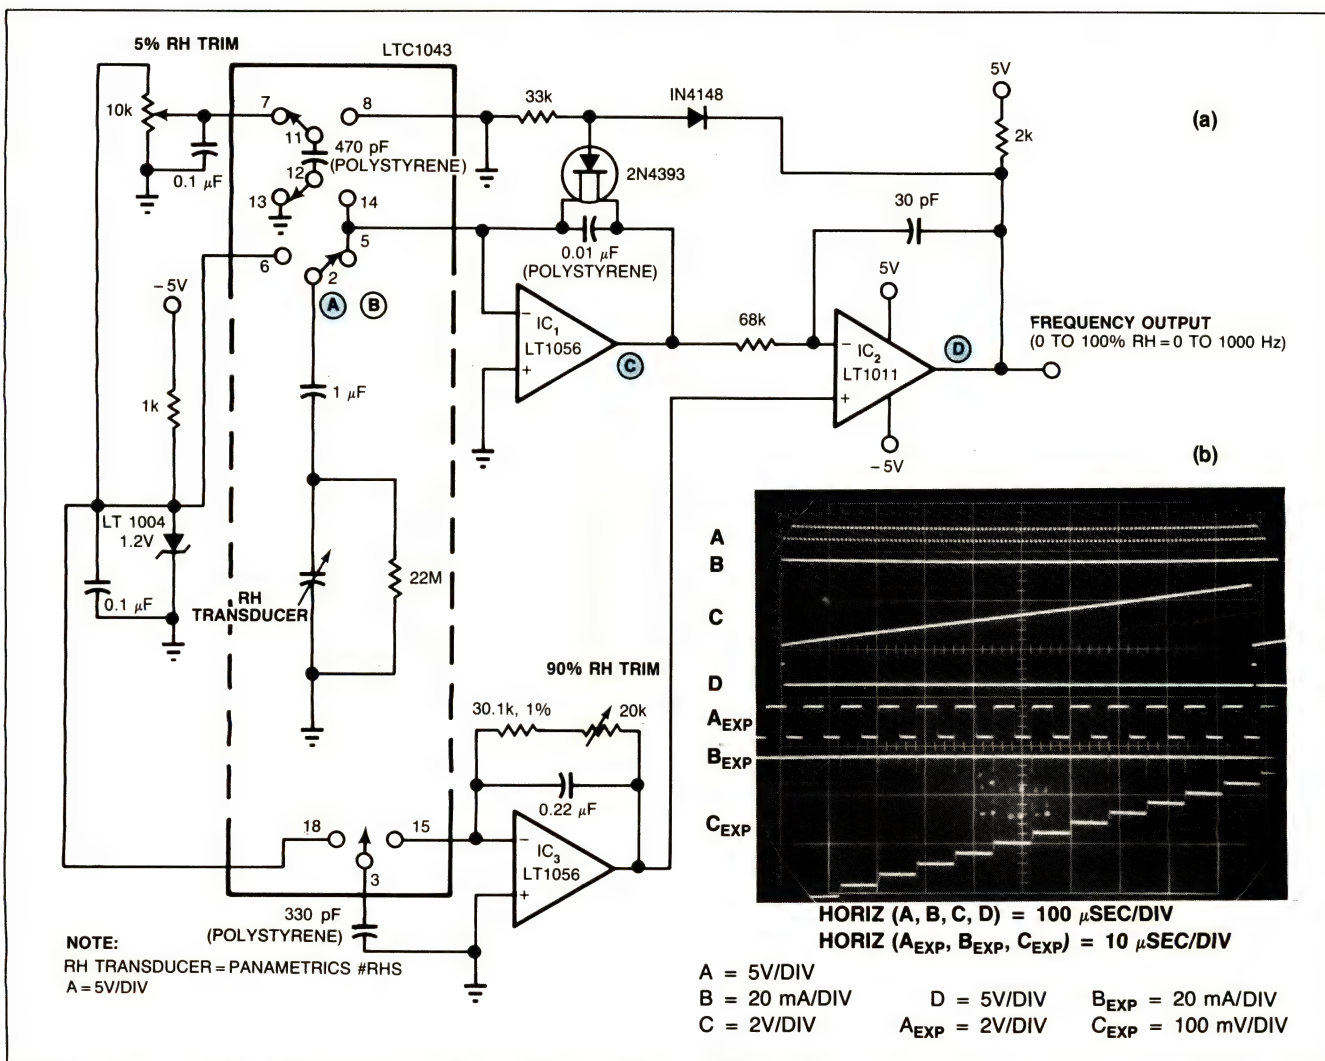 5% RH TRIM
LTC1043
5V
(a)
10k
7
8
33k
IN4148
2k
11
470 pF
(POLYSTYRENE)
0.1 μF
12
2N4393
13
14
30 pF
5
6
0.01 μF
(POLYSTYRENE)
2
A
B
-5V
5V
IC1
LT1056
-
+
C
68k
FREQUENCY OUTPUT
(0 TO 100% RH = 0 TO 1000 Hz)
-
IC2
LT1011
+
D
1k
1 μF
-5V
(b)
LT 1004
1.2V
0.1 μF
RH
TRANSDUCER
22M
90% RH TRIM
30.1k, 1%
20k
0.22 μF
18
15
3
-
IC3
LT1056
+
330 pF
(POLYSTYRENE)
A
B
C
D
AEXP
BEXP
CEXP
HORIZ (A, B, C, D) = 100 μSEC/DIV
HORIZ (AEXP, BEXP, CEXP) = 10 μSEC/DIV
NOTE:
RH TRANSDUCER = PANAMETRICS #RHS
A = 5V/DIV
A = 5V/DIV
B = 20 mA/DIV
D = 5V/DIV
BEXP = 20 mA/DIV
C = 2V/DIV
AEXP = 2V/DIV
CEXP = 100 mV/DIV